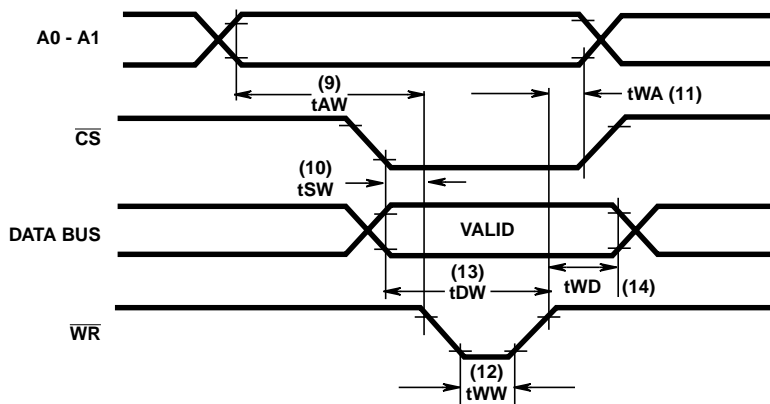 A0 - A1
(9)
tAW
tWA (11)
CS
(10)
tSW
DATA BUS
VALID
(13)
tDW
tWD (14)
WR
(12)
tWW